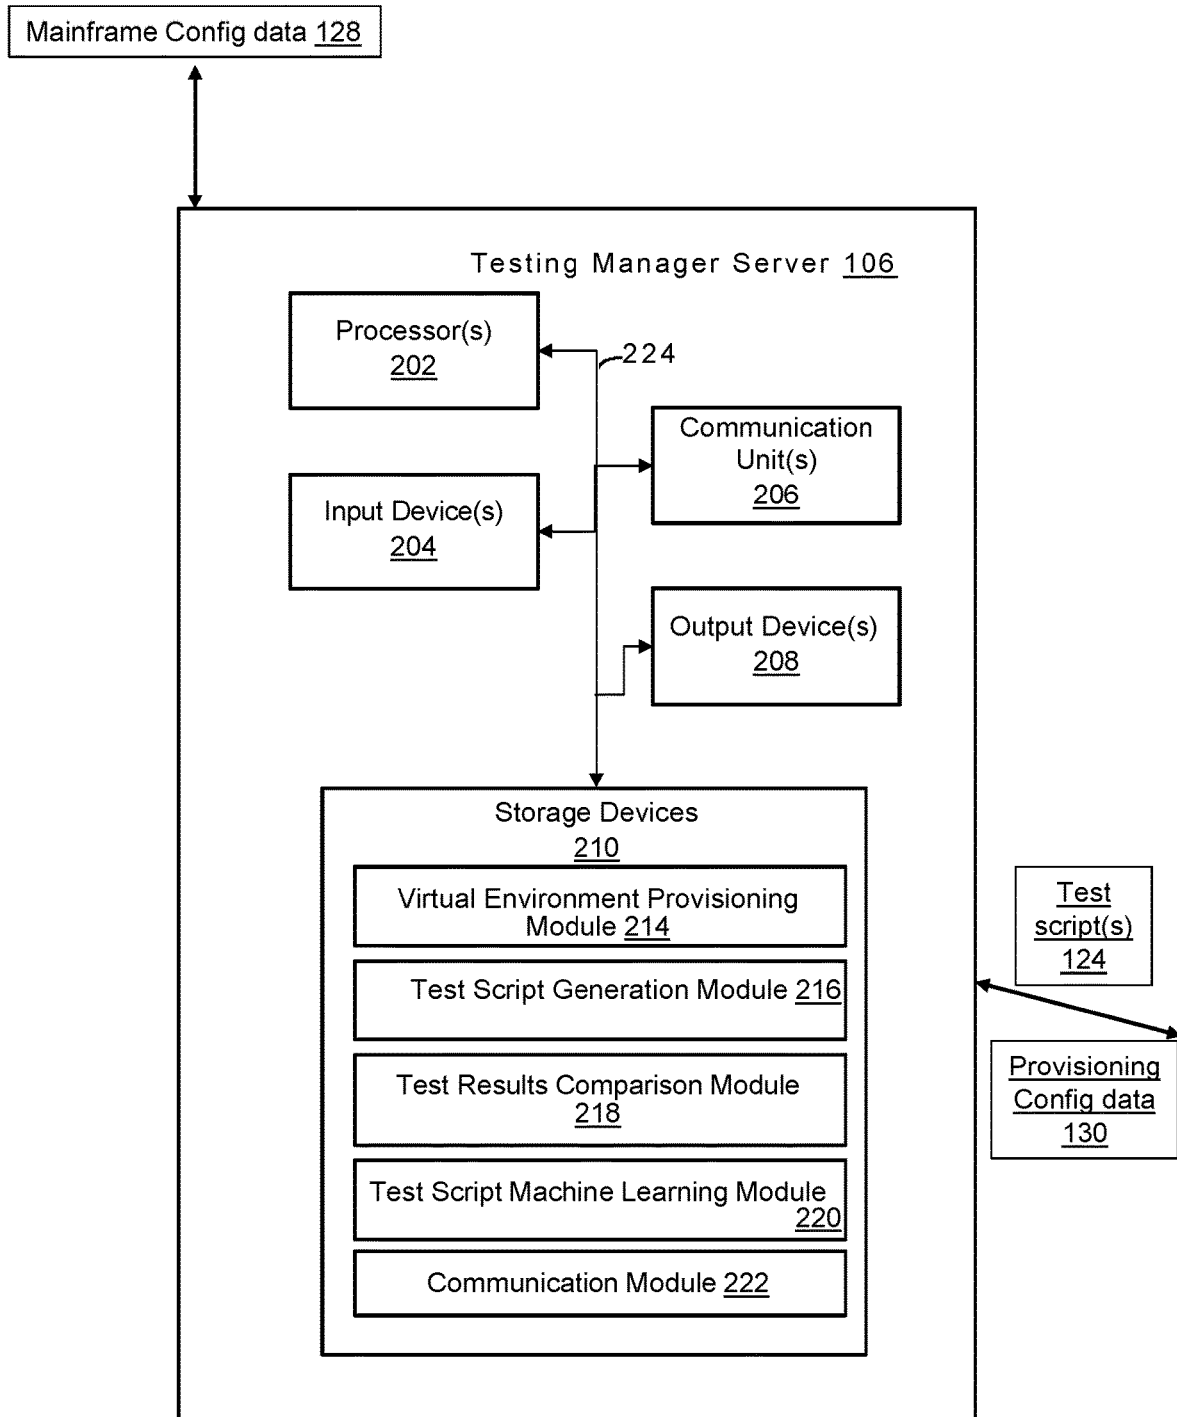 Mainframe Config data 128
Testing Manager Server 106
Processor(s)
202
224
Communication
Unit(s)
206
Input Device(s)
204
Output Device(s)
208
Storage Devices
210
Virtual Environment Provisioning
Module 214
Test Script Generation Module 216
Test Results Comparison Module
218
Test Script Machine Learning Module
220
Communication Module 222
Test
script(s)
124
Provisioning
Config data
130